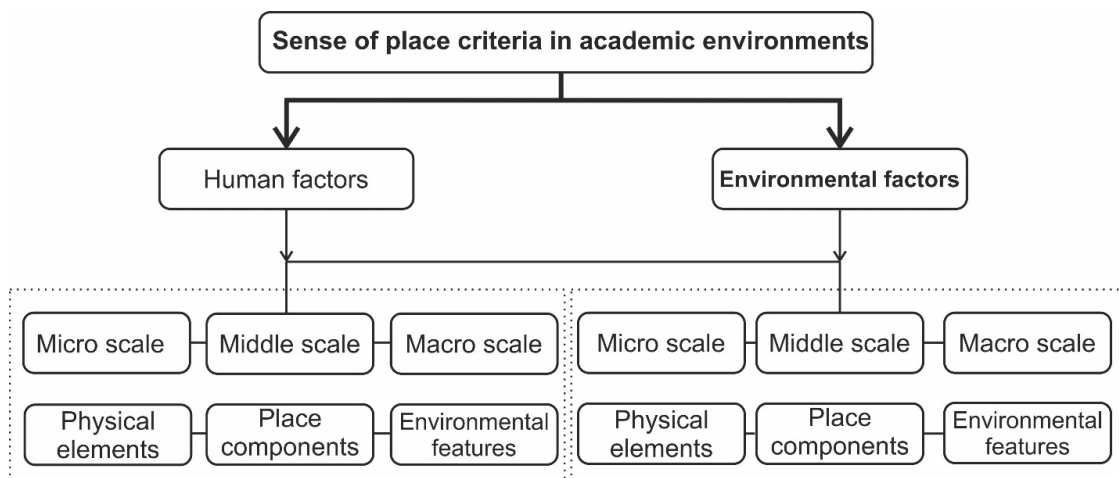 Sense of place criteria in academic environments
Human factors
Environmental factors
Micro scale
Middle scale
Macro scale
Micro scale
Middle scale
Macro scale
Physical
elements
Place
components
Environmental
features
Physical
elements
Place
components
Environmental
features